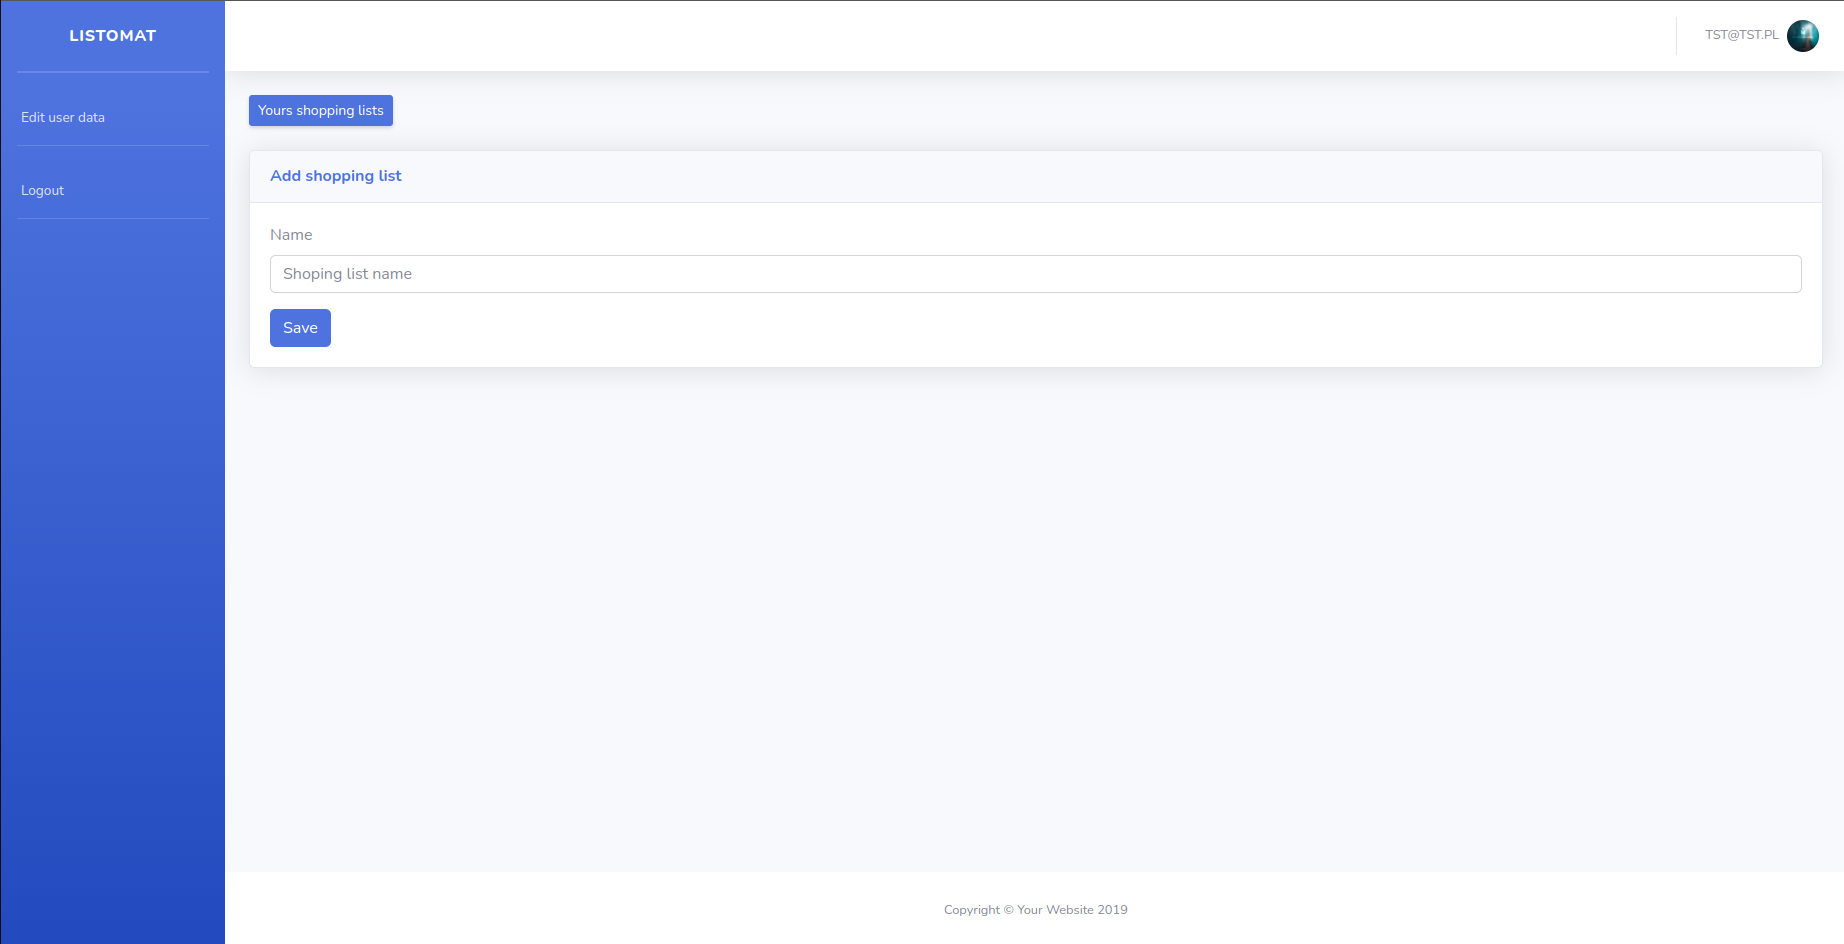 LISTOMAT
TST@TST.PL
Edit user data
Logout
Yours shopping lists
Add shopping list
Name
Shoping list name
Save
Copyright © Your Website 2019